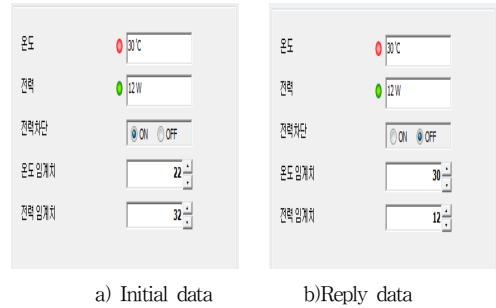 온도 30℃
전력 12 W
전력차단 ON OFF
온도 임계치 22
전력 임계치 32
a) Initial data
온도 30℃
전력 12 W
전력차단 ON OFF
온도 임계치 30
전력 임계치 12
b)Reply data